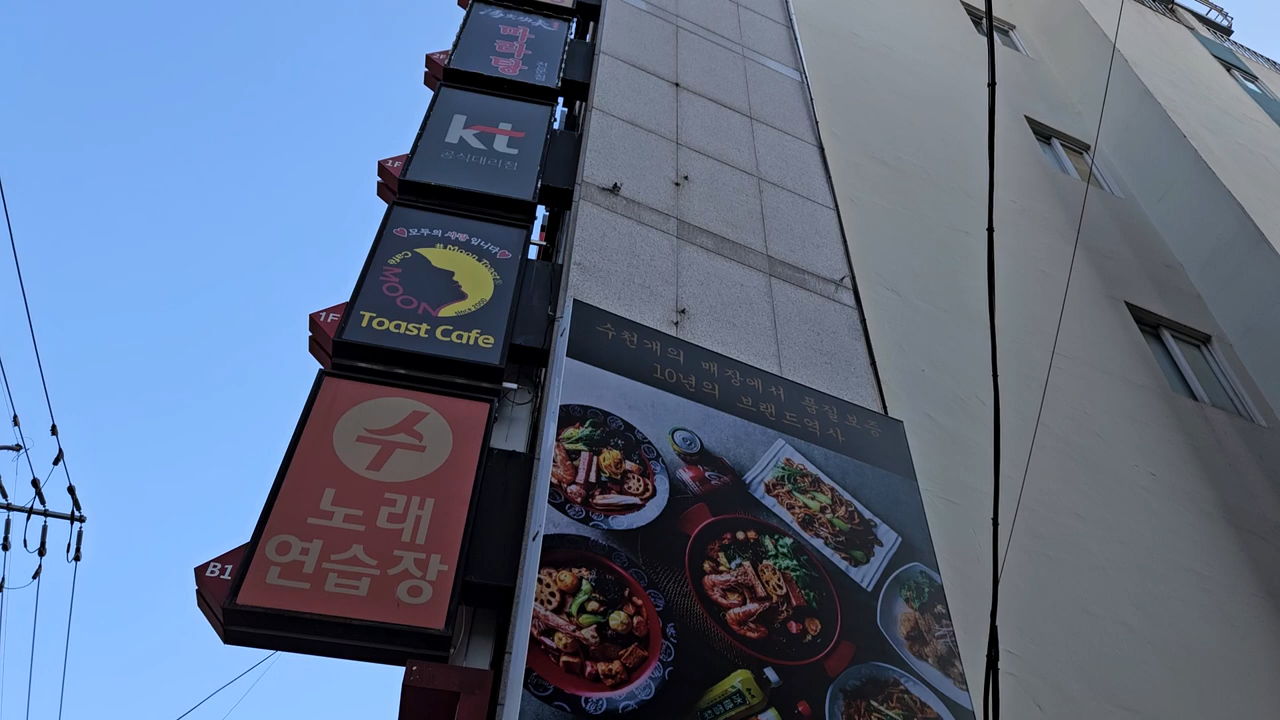 마라탕
2F
kt
공식대리점
1F
모두의 사랑 입니다
# Moon Toast
Cafe
MOON
Since 2000
Toast Cafe
1F
수
노래
연습장
B1
수천개의 매장에서 품질보증
10년의 브랜드역사